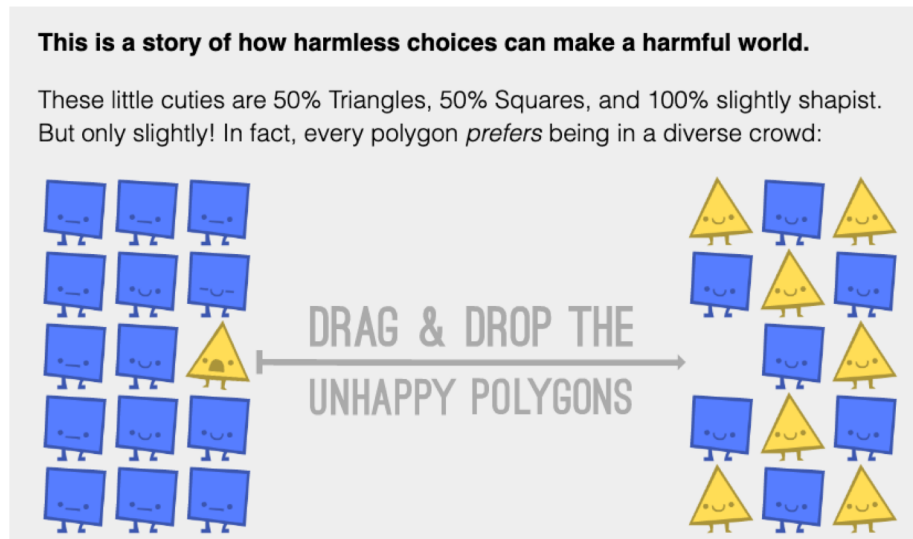 This is a story of how harmless choices can make a harmful world.
These little cuties are 50% Triangles, 50% Squares, and 100% slightly shapist.
But only slightly! In fact, every polygon prefers being in a diverse crowd:
DRAG & DROP THE
UNHAPPY POLYGONS